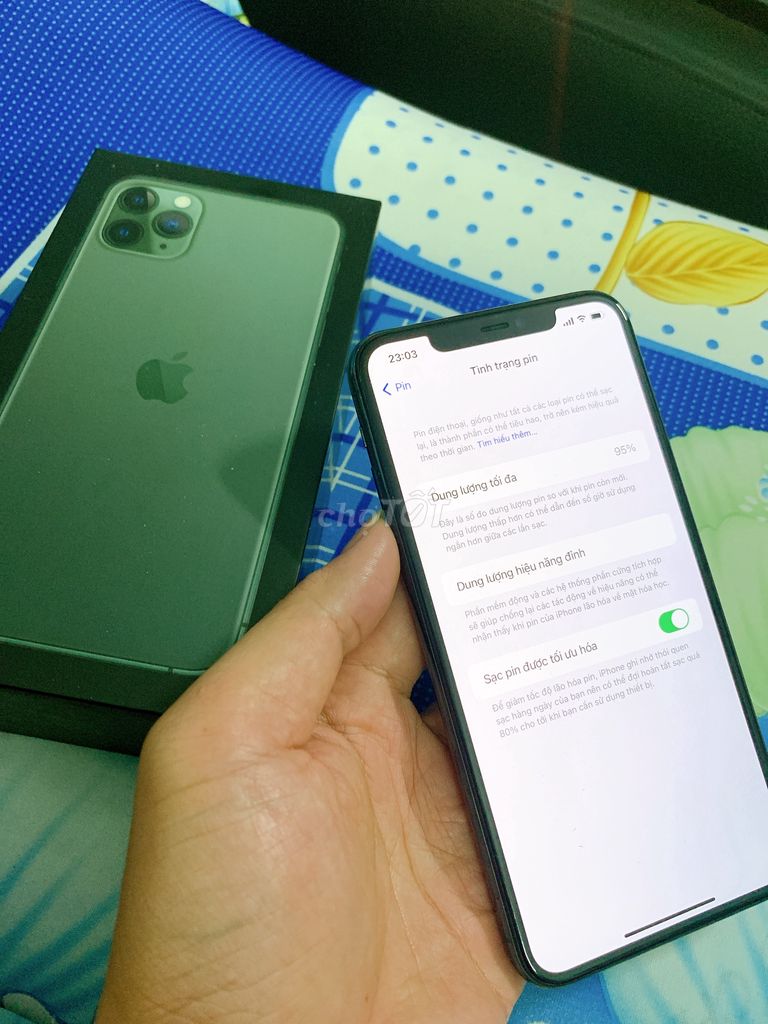 23:03
Pin
Tình trạng pin
Pin điện thoại, giống như tất cả các loại pin có thể sạc
lại, là thành phần có thể tiêu hao, trở nên kém hiệu quả
theo thời gian. Tìm hiểu thêm...
Dung lượng tối đa 95%
Đây là số đo dung lượng pin so với khi pin còn mới.
Dung lượng thấp hơn có thể dẫn đến số giờ sử dụng
ngắn hơn giữa các lần sạc.
Dung lượng hiệu năng đỉnh
Phần mềm động và các hệ thống phần cứng tích hợp
sẽ giúp chống lại các tác động về hiệu năng có thể
nhận thấy khi pin của iPhone lão hóa về mặt hóa học.
Sạc pin được tối ưu hóa
Để giảm tốc độ lão hóa pin, iPhone ghi nhớ thói quen
sạc hàng ngày của bạn nên có thể đợi hoàn tất sạc quá
80% cho tới khi bạn cần sử dụng thiết bị.
chợTỐT